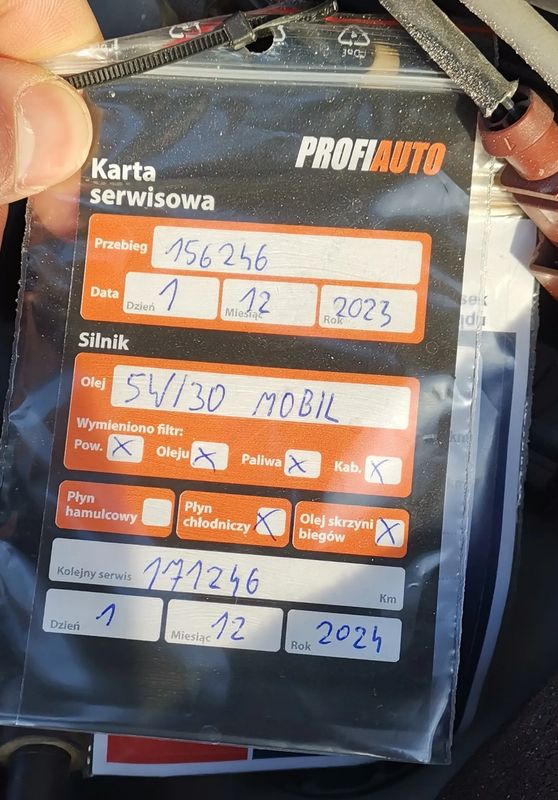 PROFIAUTO
Karta
serwisowa
Przebieg 156246
Data Dzień 1 Miesiąc 12 Rok 2023
Silnik
Olej 5W/30 MOBIL
Wymieniono filtr:
Pow. X Oleju X Paliwa X Kab. X
Płyn
hamulcowy
Płyn
chłodniczy X
Olej skrzyni
biegów X
Kolejny serwis 171246 Km
Dzień 1 Miesiąc 12 Rok 2024